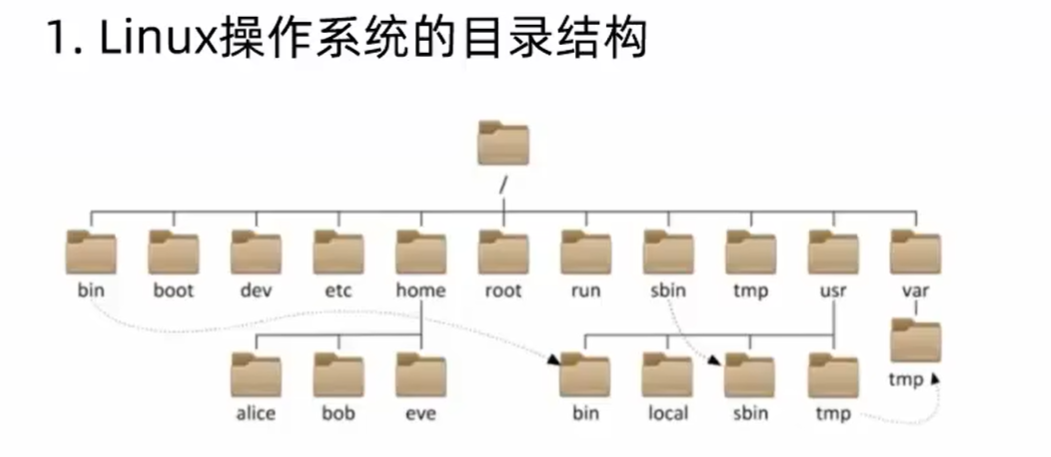 1. Linux操作系统的目录结构
/
bin boot dev etc home root run sbin tmp usr var
tmp
alice bob eve bin local sbin tmp